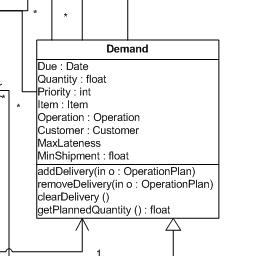 *
*
Demand
Due : Date
Quantity : float
Priority : int
Item : Item
Operation : Operation
Customer : Customer
MaxLateness
MinShipment : float
*
*
addDelivery(in o : OperationPlan)
removeDelivery(in o : OperationPlan)
clearDelivery ()
getPlannedQuantity () : float
1